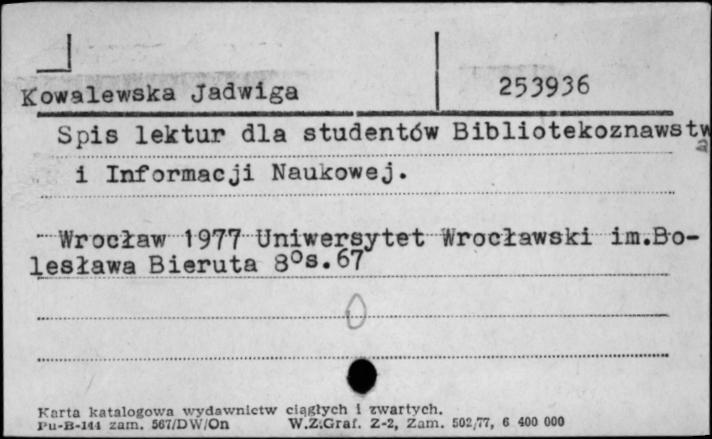 Kowalewska Jadwiga 253936
Spis lektur dla studentów Bibliotekoznawstwa
i Informacji Naukowej.
Wrocław 1977 Uniwersytet Wrocławski im.Bo-
lesława Bieruta 8°s.67
Karta katalogowa wydawnictw ciągłych i zwartych.
Pu-B-144 zam. 567/DW/On W.Z.Graf. Z-2, Zam. 502/77, 6 400 000